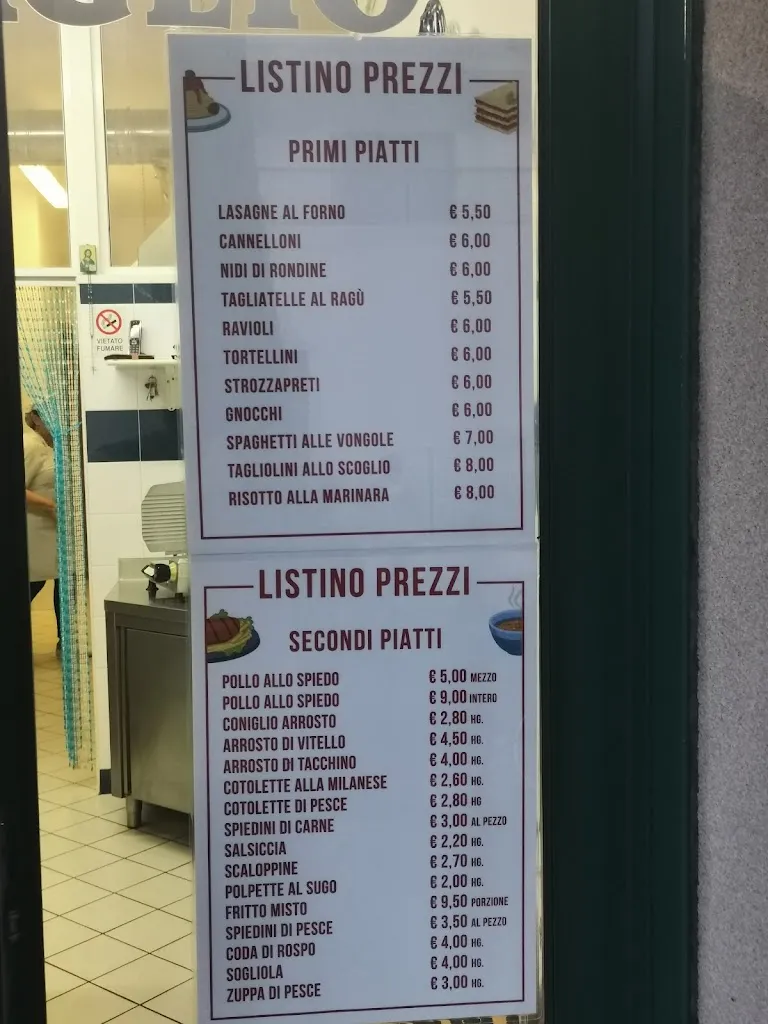 GLIO
LISTINO PREZZI
PRIMI PIATTI
LASAGNE AL FORNO € 5,50
CANNELLONI € 6,00
NIDI DI RONDINE € 6,00
TAGLIATELLE AL RAGÙ € 5,50
RAVIOLI € 6,00
TORTELLINI € 6,00
STROZZAPRETI € 6,00
GNOCCHI € 6,00
SPAGHETTI ALLE VONGOLE € 7,00
TAGLIOLINI ALLO SCOGLIO € 8,00
RISOTTO ALLA MARINARA € 8,00
VIETATO
FUMARE
LISTINO PREZZI
SECONDI PIATTI
POLLO ALLO SPIEDO € 5,00 MEZZO
POLLO ALLO SPIEDO € 9,00 INTERO
CONIGLIO ARROSTO € 2,80 HG.
ARROSTO DI VITELLO € 4,50 HG.
ARROSTO DI TACCHINO € 4,00 HG.
COTOLETTE ALLA MILANESE € 2,60 HG.
COTOLETTE DI PESCE € 2,80 HG
SPIEDINI DI CARNE € 3,00 AL PEZZO
SALSICCIA € 2,20 HG.
SCALOPPINE € 2,70 HG.
POLPETTE AL SUGO € 2,00 HG.
FRITTO MISTO € 9,50 PORZIONE
SPIEDINI DI PESCE € 3,50 AL PEZZO
CODA DI ROSPO € 4,00 HG.
SOGLIOLA € 4,00 HG.
ZUPPA DI PESCE € 3,00 HG.